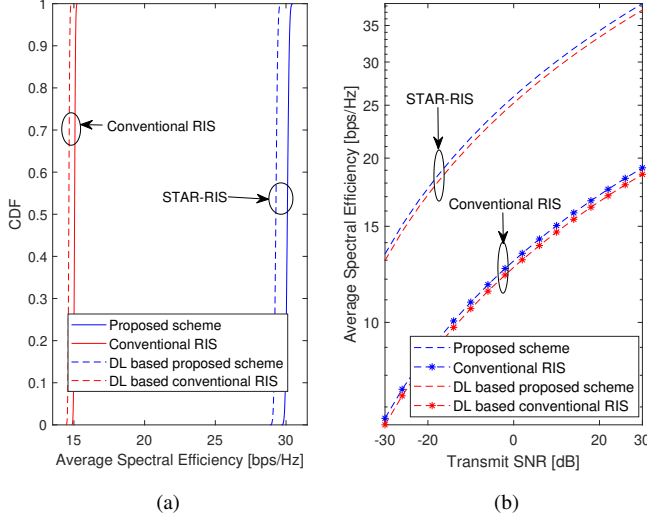 1
0.9
0.8
0.7
0.6
0.5
0.4
0.3
0.2
0.1
0
CDF
Conventional RIS
STAR-RIS
Proposed scheme
Conventional RIS
DL based proposed scheme
DL based conventional RIS
15
20
25
30
Average Spectral Efficiency [bps/Hz]
(a)
35
30
25
20
15
10
Average Spectral Efficiency [bps/Hz]
STAR-RIS
Conventional RIS
Proposed scheme
Conventional RIS
DL based proposed scheme
DL based conventional RIS
-30
-20
-10
0
10
20
30
Transmit SNR [dB]
(b)